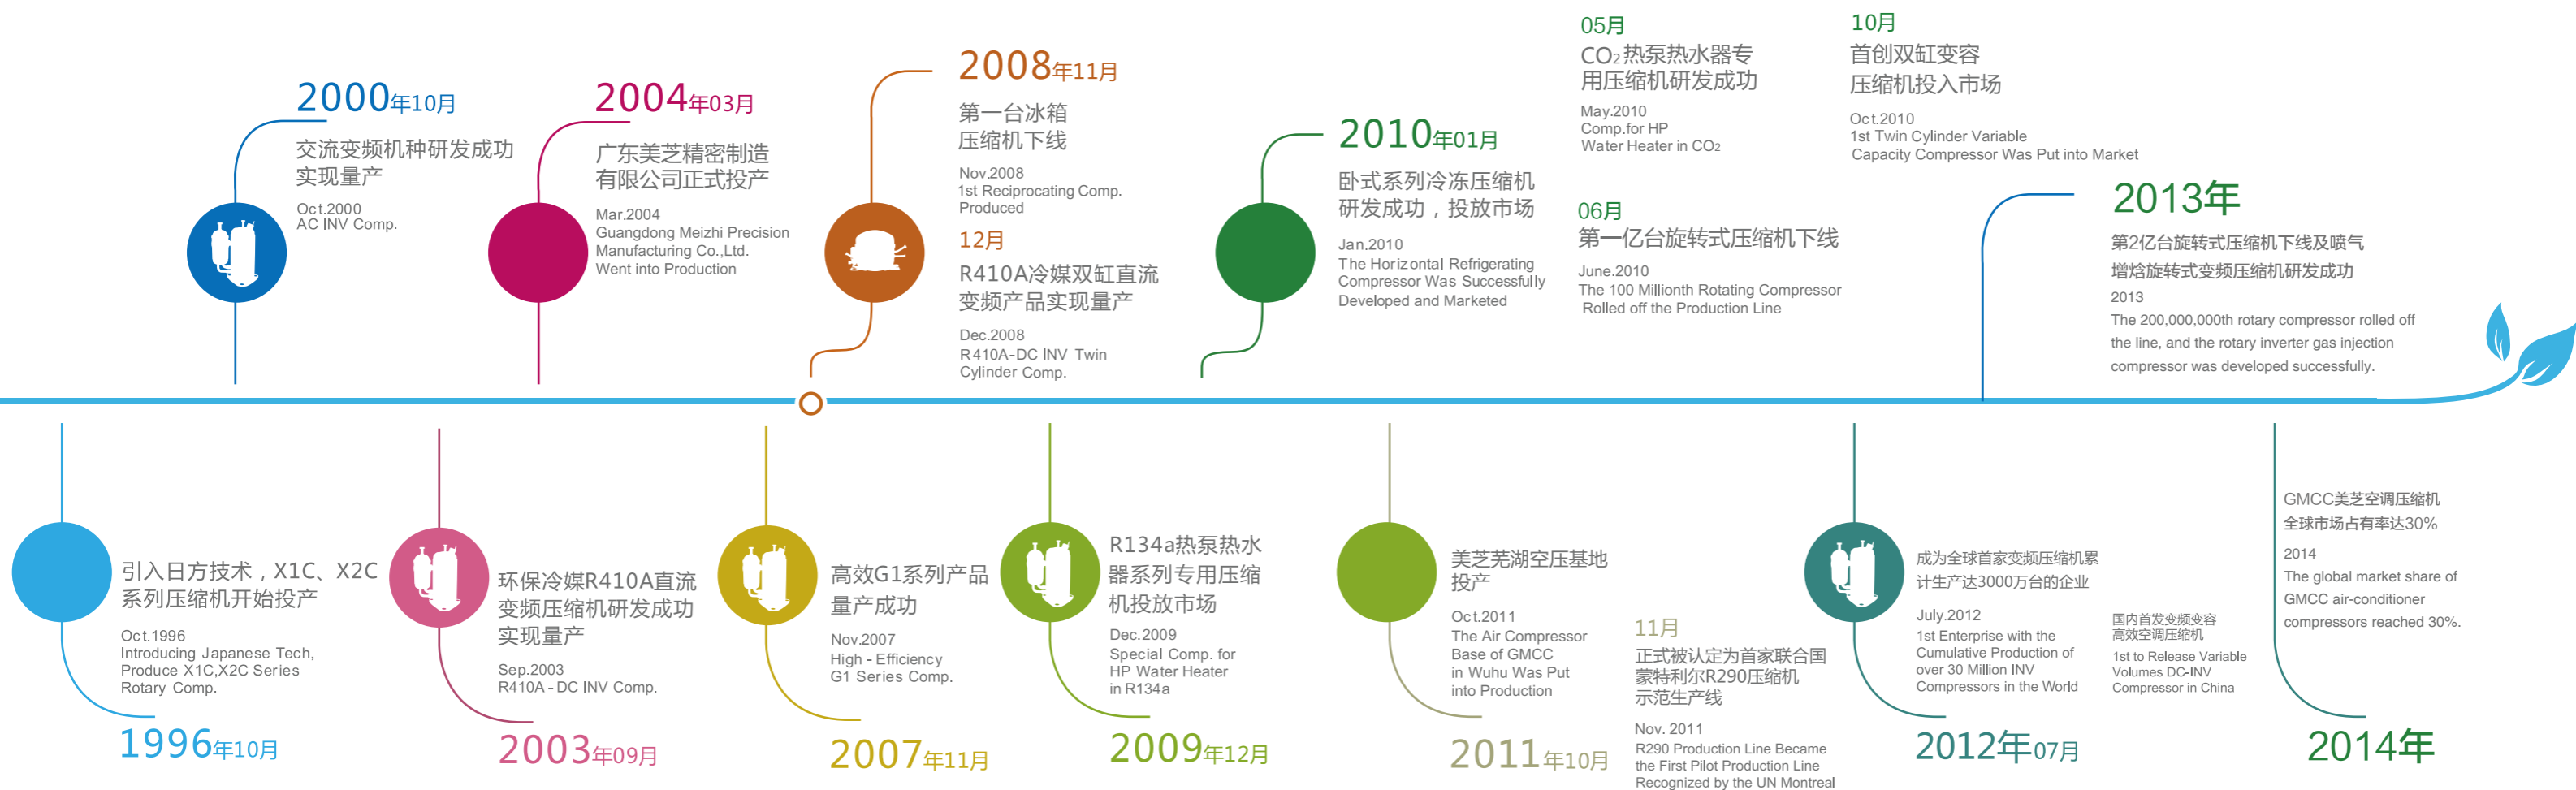 2000年10月
交流变频机种研发成功
实现量产
Oct.2000
AC INV Comp.
2004年03月
广东美芝精密制造
有限公司正式投产
Mar.2004
Guangdong Meizhi Precision
Manufacturing Co.,Ltd.
Went into Production
2008年11月
第一台冰箱
压缩机下线
Nov.2008
1st Reciprocating Comp.
Produced
12月
R410A冷媒双缸直流
变频产品实现量产
Dec.2008
R410A-DC INV Twin
Cylinder Comp.
2010年01月
卧式系列冷冻压缩机
研发成功，投放市场
Jan.2010
The Horizontal Refrigerating
Compressor Was Successfully
Developed and Marketed
05月
CO2热泵热水器专
用压缩机研发成功
May.2010
Comp.for HP
Water Heater in CO2
06月
第一亿台旋转式压缩机下线
June.2010
The 100 Millionth Rotating Compressor
Rolled off the Production Line
10月
首创双缸变容
压缩机投入市场
Oct.2010
1st Twin Cylinder Variable
Capacity Compressor Was Put into Market
2013年
第2亿台旋转式压缩机下线及喷气
增焓旋转式变频压缩机研发成功
2013
The 200,000,000th rotary compressor rolled off
the line, and the rotary inverter gas injection
compressor was developed successfully.
引入日方技术，X1C、X2C
系列压缩机开始投产
Oct.1996
Introducing Japanese Tech,
Produce X1C,X2C Series
Rotary Comp.
1996年10月
环保冷媒R410A直流
变频压缩机研发成功
实现量产
Sep.2003
R410A-DC INV Comp.
2003年09月
高效G1系列产品
量产成功
Nov.2007
High - Efficiency
G1 Series Comp.
2007年11月
R134a热泵热水
器系列专用压缩
机投放市场
Dec.2009
Special Comp. for
HP Water Heater
in R134a
2009年12月
美芝芜湖空压基地
投产
Oct.2011
The Air Compressor
Base of GMCC
in Wuhu Was Put
into Production
2011年10月
11月
正式被认定为首家联合国
蒙特利尔R290压缩机
示范生产线
Nov. 2011
R290 Production Line Became
the First Pilot Production Line
Recognized by the UN Montreal
成为全球首家变频压缩机累
计生产达3000万台的企业
July.2012
1st Enterprise with the
Cumulative Production of
over 30 Million INV
Compressors in the World
2012年07月
国内首发变频变容
高效空调压缩机
1st to Release Variable
Volumes DC-INV
Compressor in China
GMCC美芝空调压缩机
全球市场占有率达30%
2014
The global market share of
GMCC air-conditioner
compressors reached 30%.
2014年